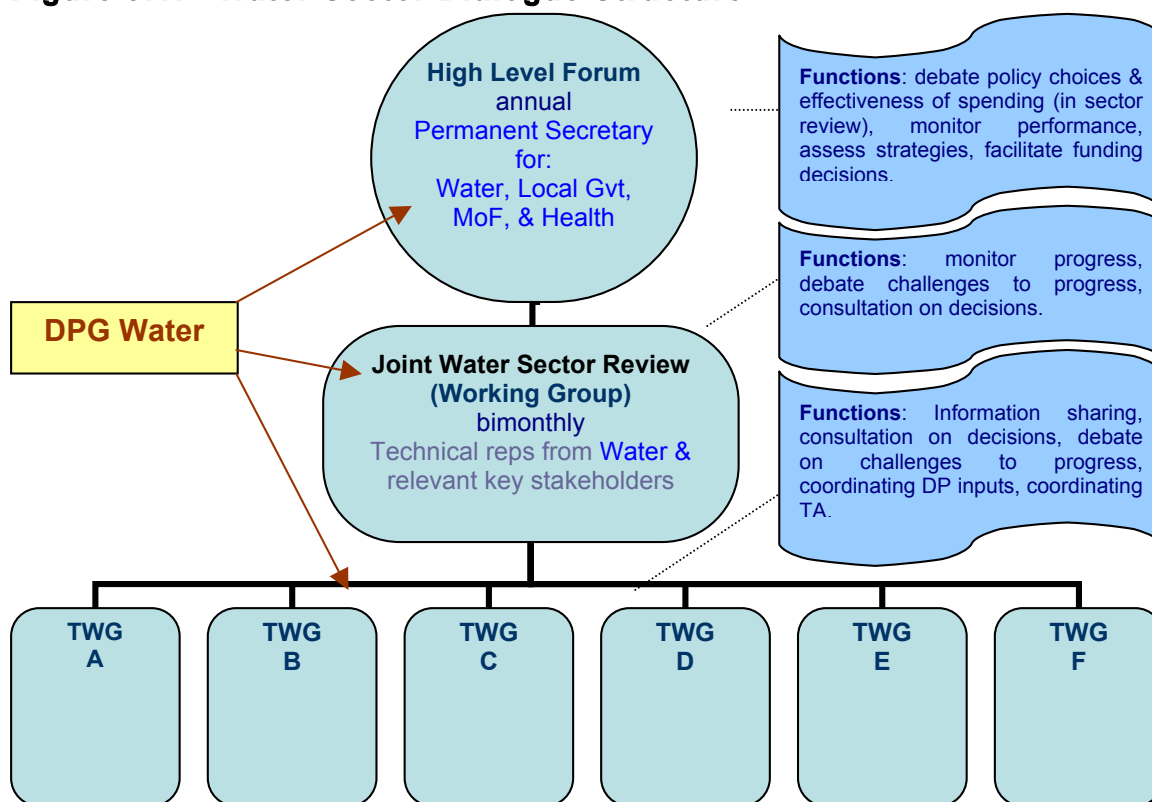 High Level Forum
annual
Permanent Secretary
for:
Water, Local Gvt,
MoF, & Health
Functions: debate policy choices &
effectiveness of spending (in sector
review), monitor performance,
assess strategies, facilitate funding
decisions.
Functions: monitor progress,
debate challenges to progress,
consultation on decisions.
DPG Water
Joint Water Sector Review
(Working Group)
bimonthly
Technical reps from Water &
relevant key stakeholders
Functions: Information sharing,
consultation on decisions, debate
on challenges to progress,
coordinating DP inputs, coordinating
TA.
TWG
A
TWG
B
TWG
C
TWG
D
TWG
E
TWG
F